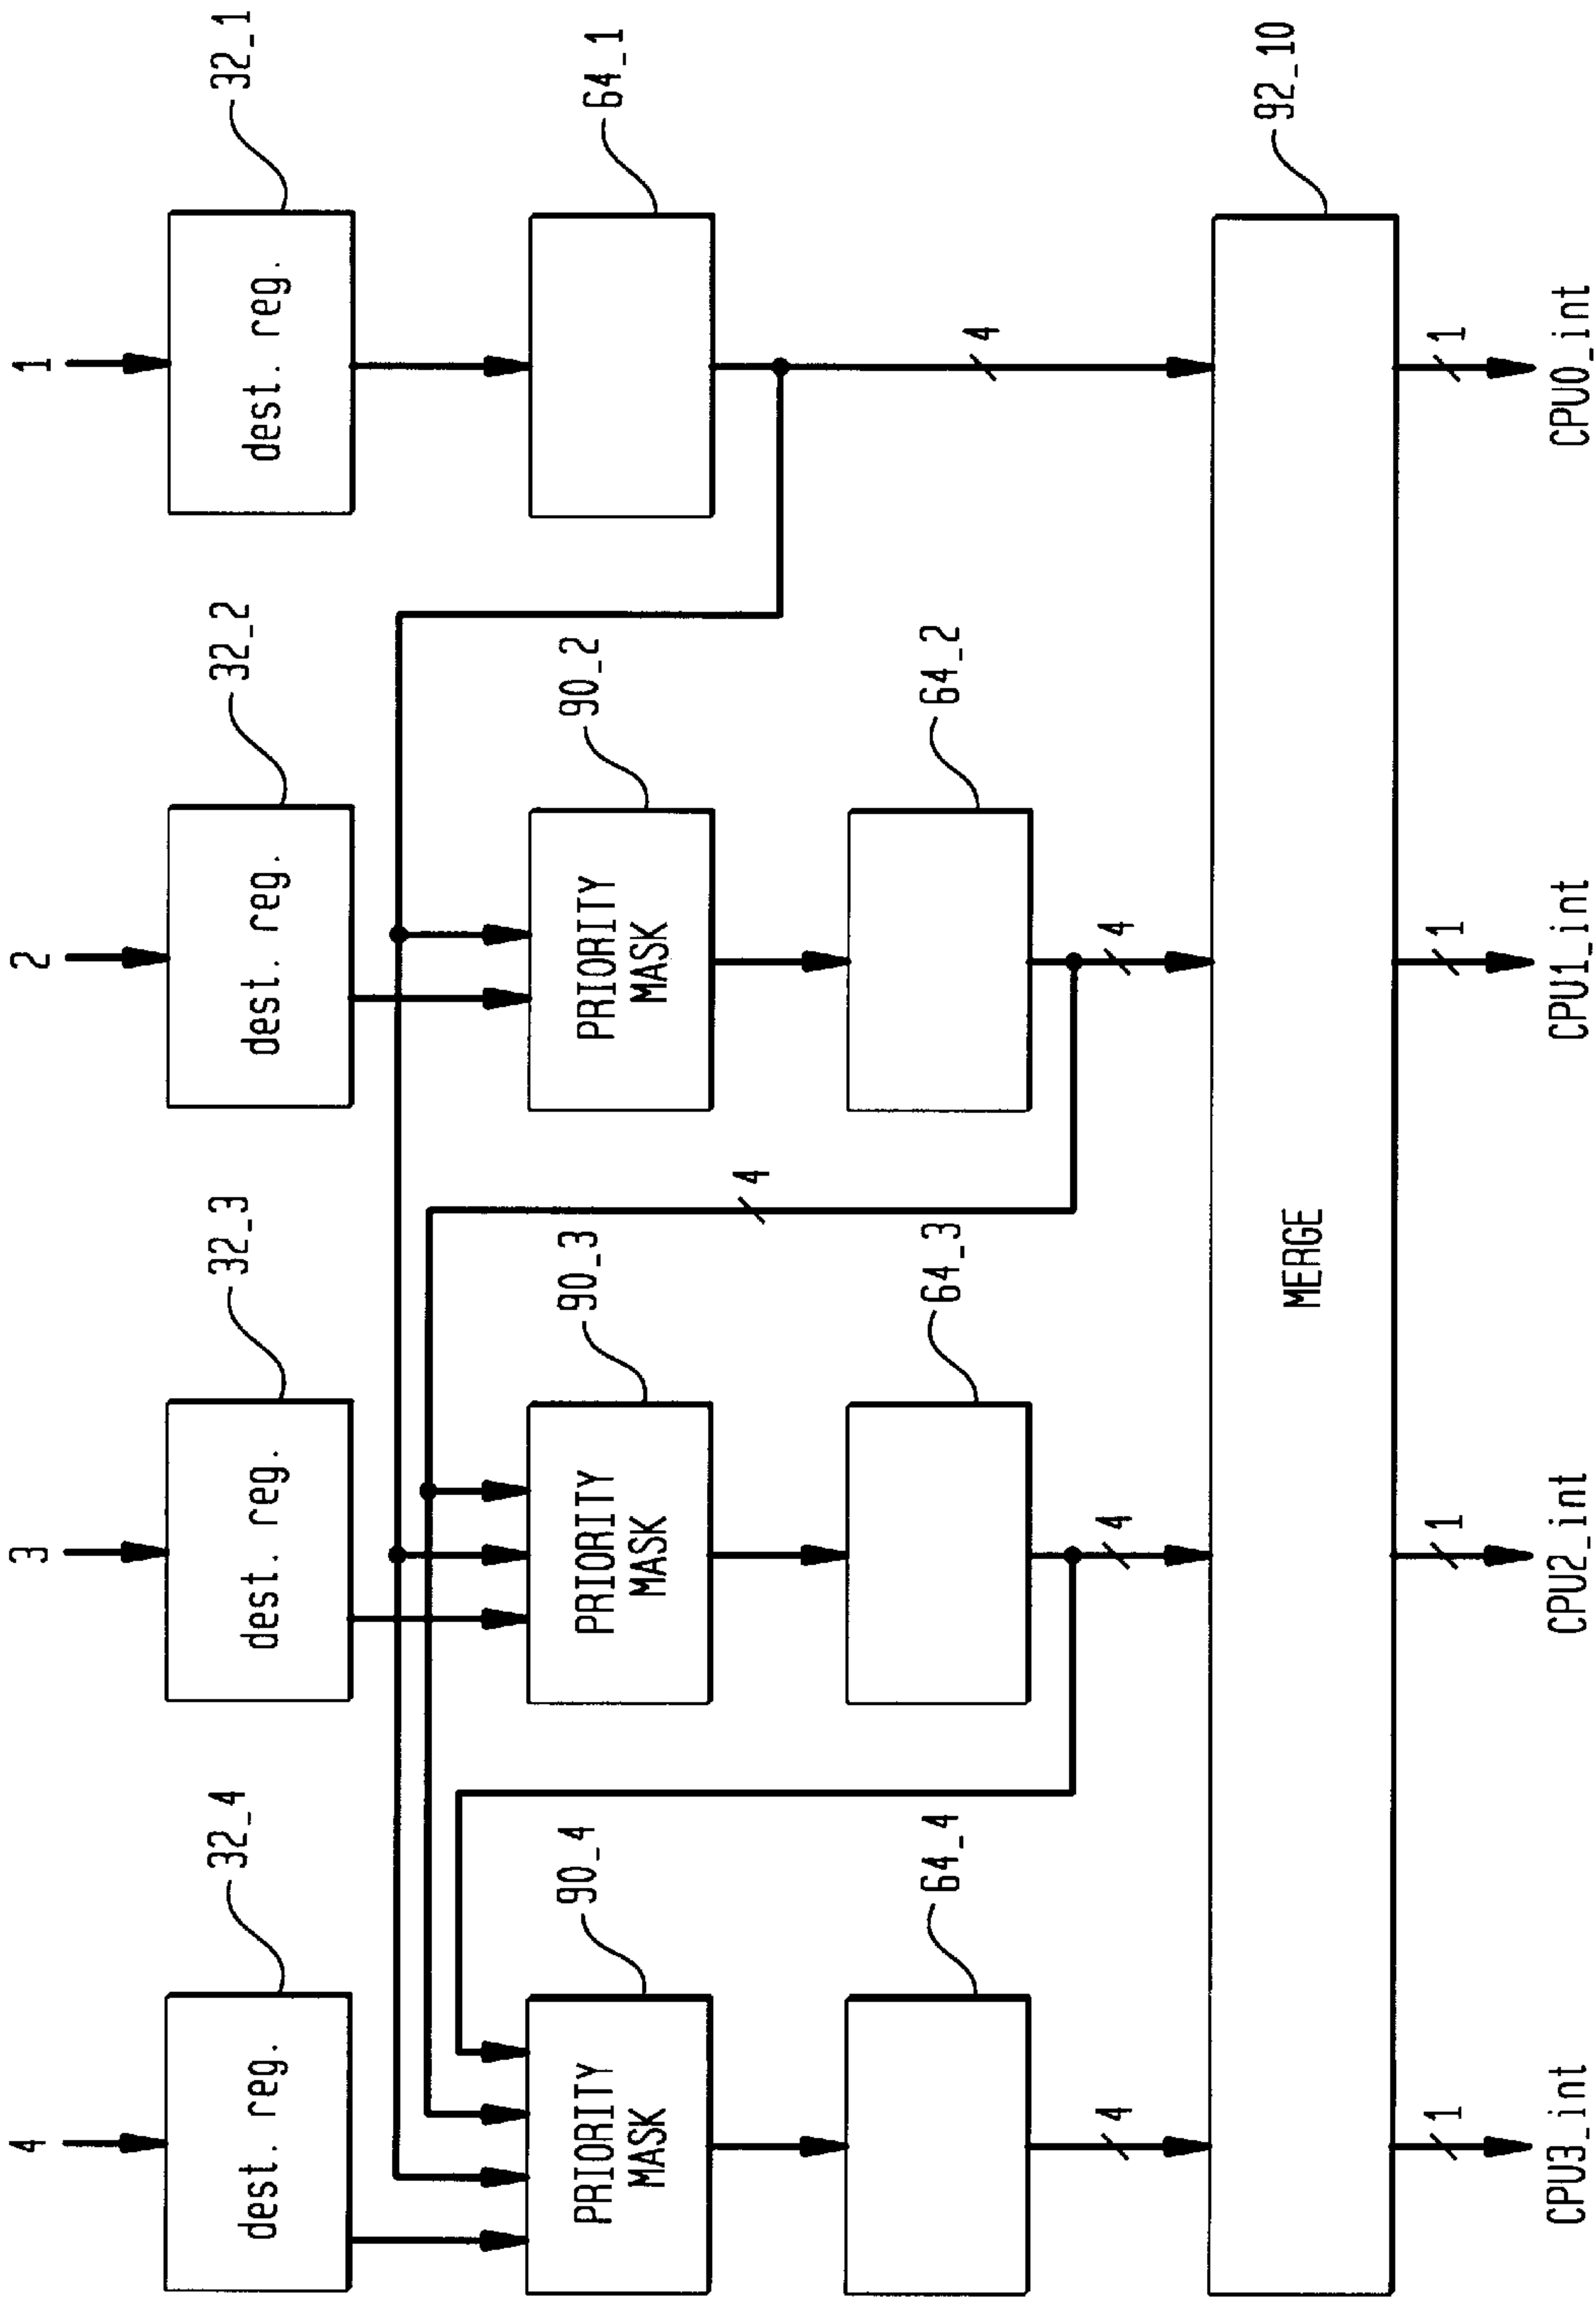 4 3 2 1
32_4 32_3 32_2 32_1
dest. reg. dest. reg. dest. reg. dest. reg.
90_4 90_3 90_2 64_1
PRIORITY PRIORITY PRIORITY
MASK MASK MASK
4
64_4 64_3 64_2
4
4 4 4
92_10
MERGE
1 1 1 1
CPU3_int CPU2_int CPU1_int CPU0_int